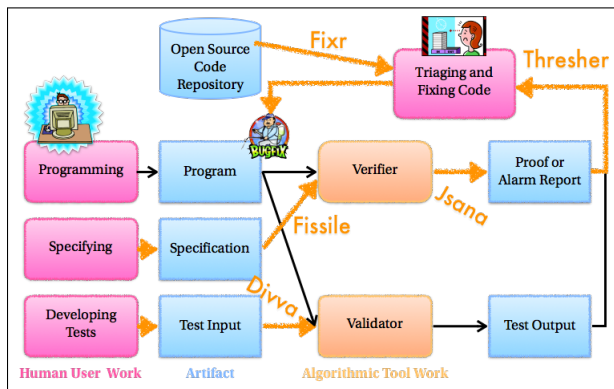 Open Source
Code
Repository
Fixr
Triaging and
Fixing Code
Thresher
BUGFIX
Programming
Program
Verifier
Proof or
Alarm Report
Jsana
Fissile
Specifying
Specification
Divva
Developing
Tests
Test Input
Validator
Test Output
Human User Work
Artifact
Algorithmic Tool Work